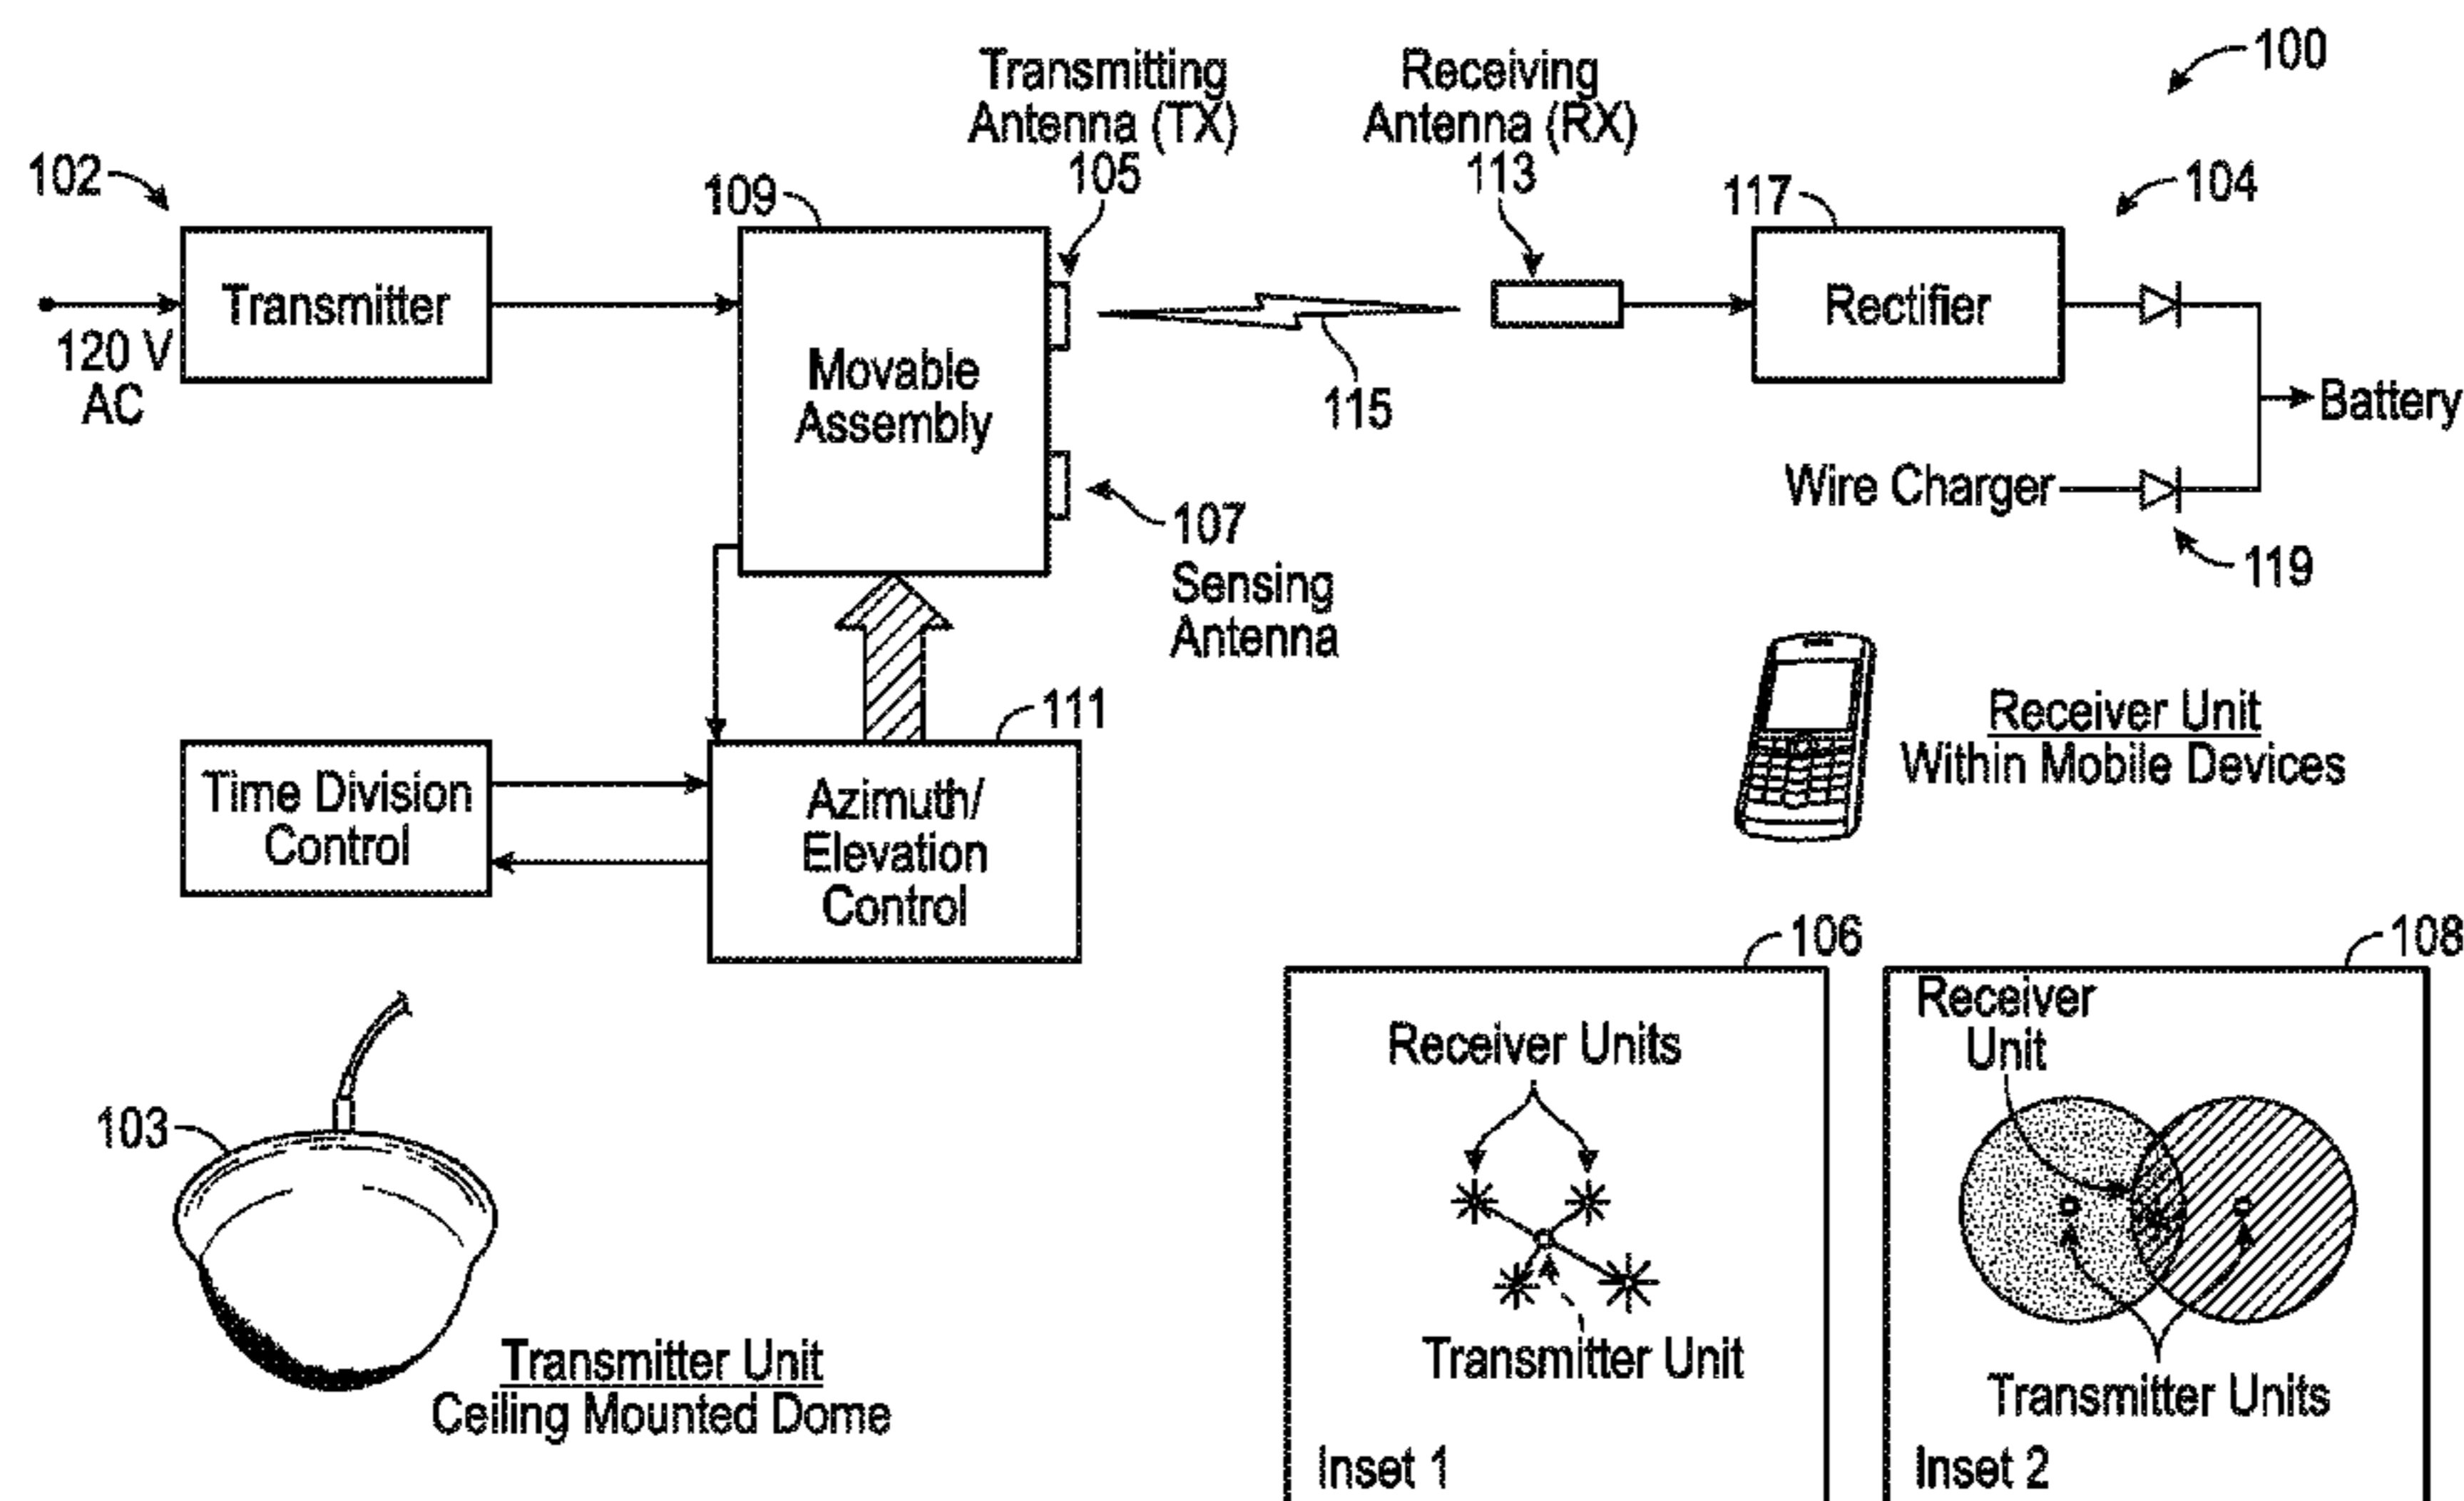 100
Transmitting
Antenna (TX)
105
Receiving
Antenna (RX)
113
102
109
117
104
Transmitter
120 V
AC
Movable
Assembly
115
Rectifier
Battery
Wire Charger
119
107
Sensing
Antenna
111
Time Division
Control
Azimuth/
Elevation
Control
Receiver Unit
Within Mobile Devices
103
Transmitter Unit
Ceiling Mounted Dome
106
Receiver Units
Transmitter Unit
Inset 1
108
Receiver
Unit
Transmitter Units
Inset 2